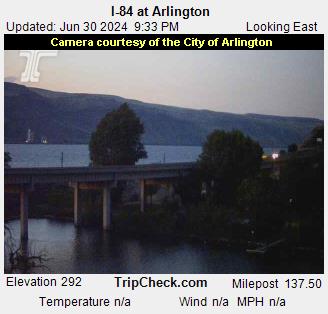 I-84 at Arlington
Updated: Jun 30 2024 9:33 PM Looking East
Camera courtesy of the City of Arlington
Elevation 292 TripCheck.com Milepost 137.50
Temperature n/a Wind n/a MPH n/a